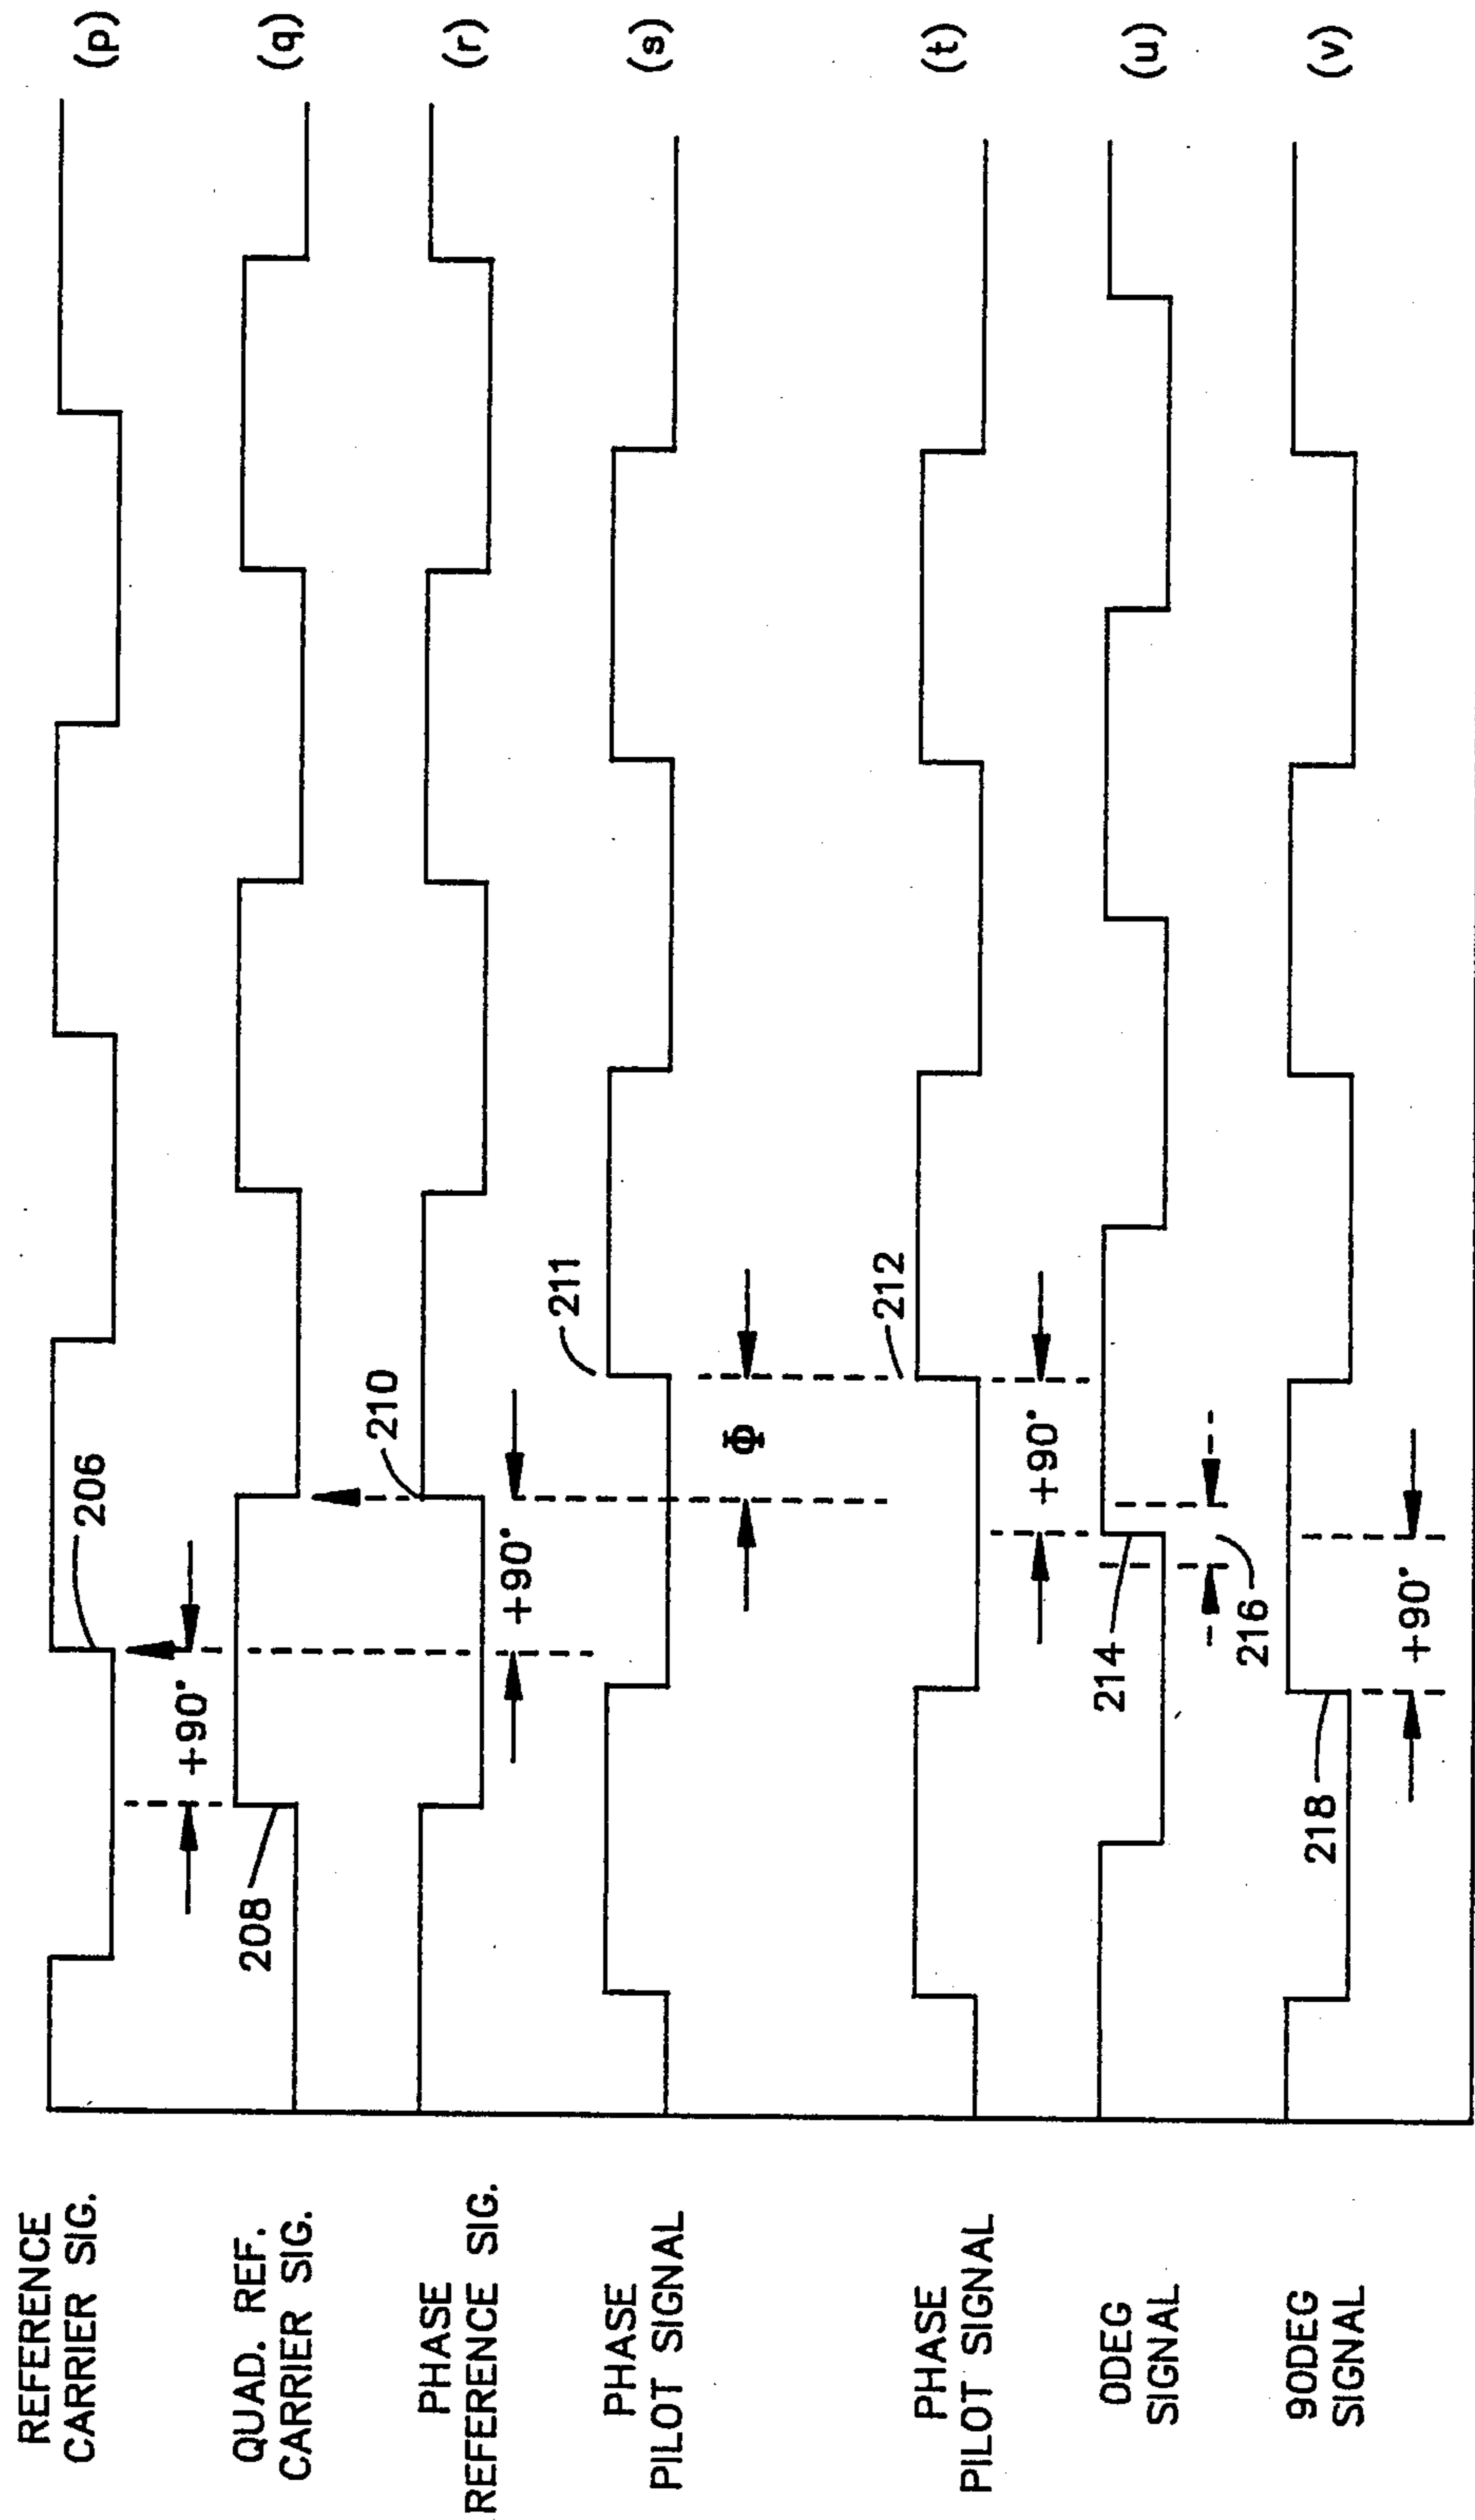 REFERENCE
CARRIER SIG.
206
+90°
(p)
QUAD. REF.
CARRIER SIG.
208
(q)
PHASE
REFERENCE SIG.
210
+90°
(r)
PHASE
PILOT SIGNAL
211
Φ
(s)
PHASE
PILOT SIGNAL
212
+90°
(t)
0DEG
SIGNAL
214
216
(u)
90DEG
SIGNAL
218
+90°
(v)